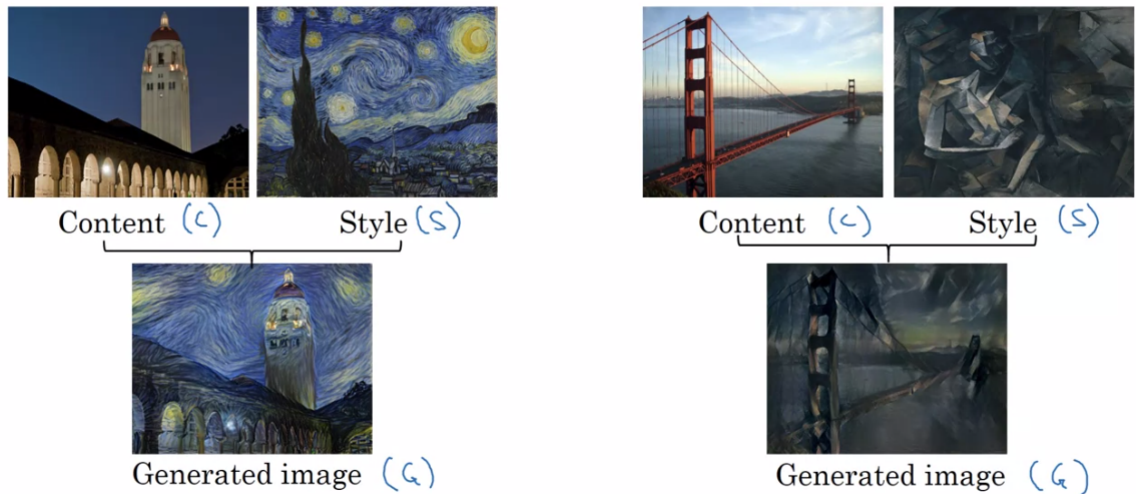 Content (C)
Style (S)
Generated image (G)
Content (C)
Style (S)
Generated image (G)